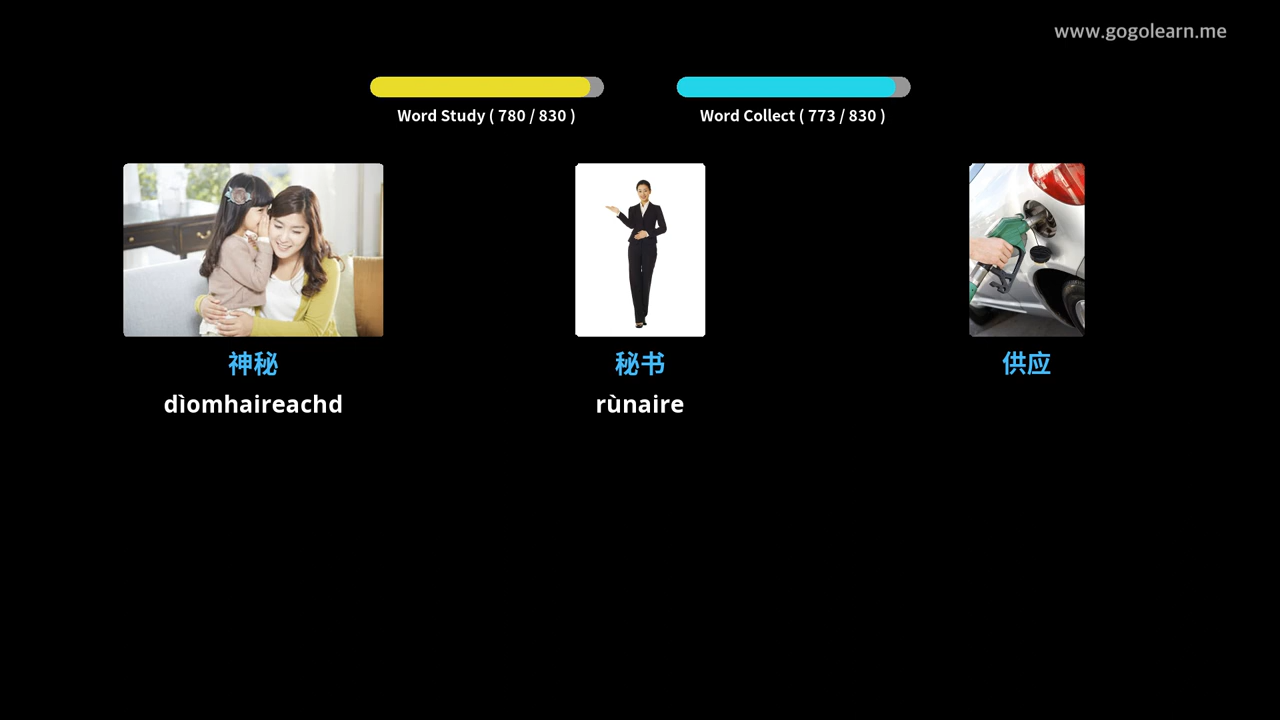 www.gogolearn.me
Word Study ( 780 / 830 )
Word Collect ( 773 / 830 )
神秘
秘书
供应
dìomhaireachd
rùnaire